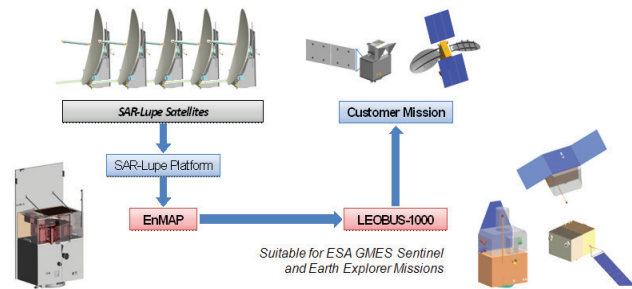 SAR-Lupe Satellites
Customer Mission
SAR-Lupe Platform
EnMAP
LEOBUS-1000
Suitable for ESA GMES Sentinel
and Earth Explorer Missions